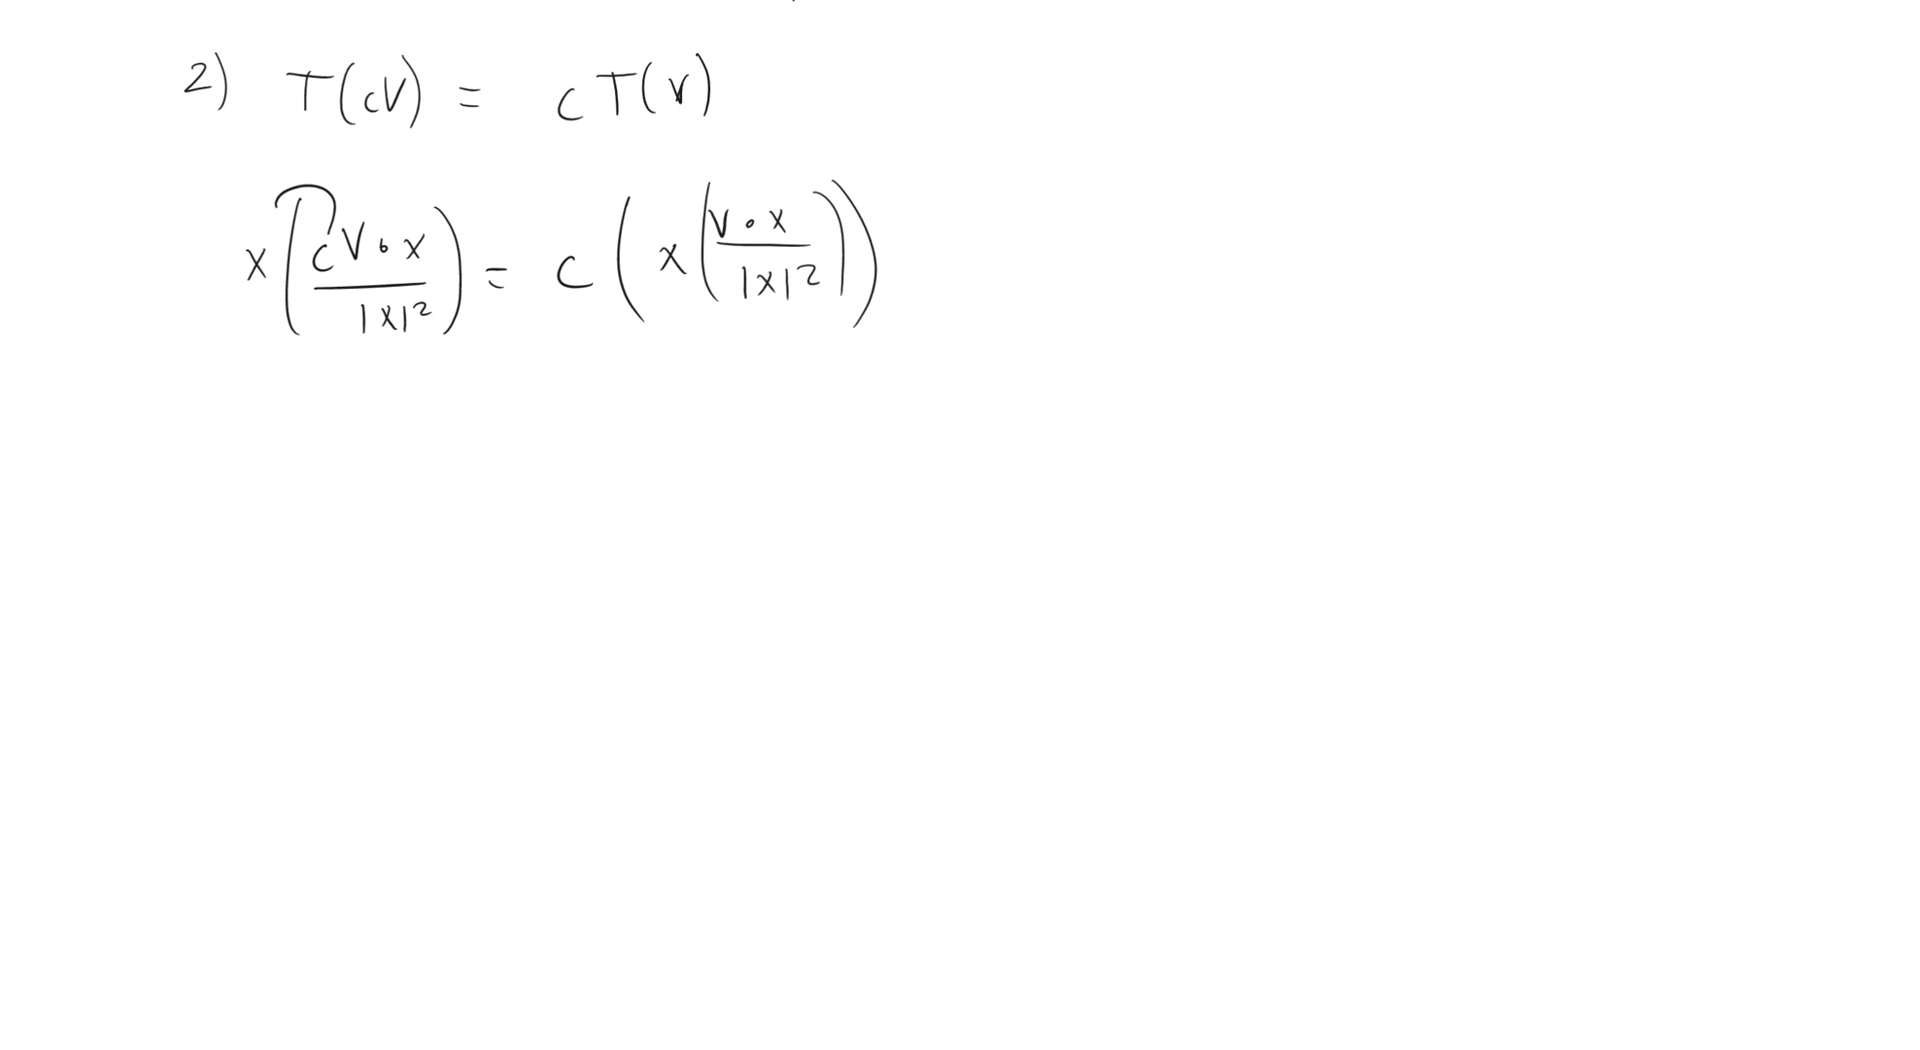 2) T(cV) = cT(v)
x(cV∘x / |x|²) = c(x(V∘x / |x|²))